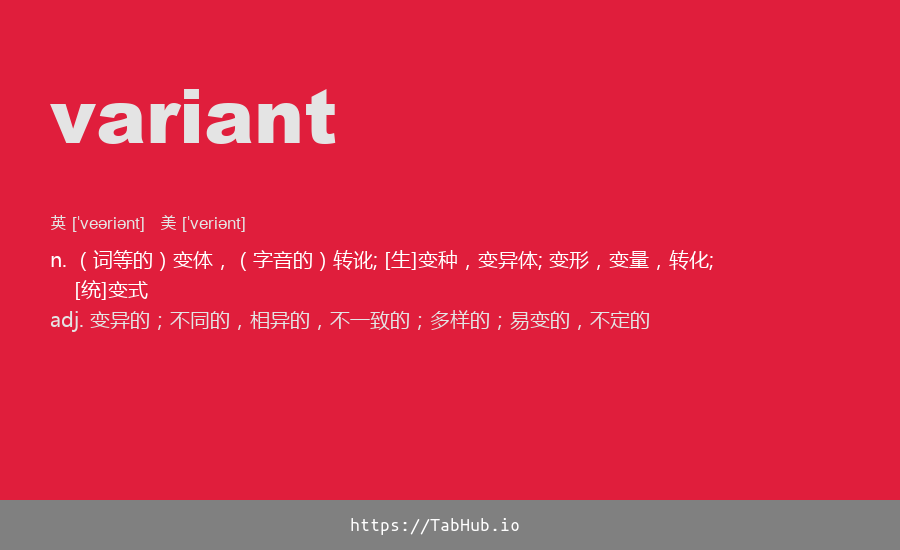 variant
英 [ˈveəriənt]   美 [ˈveriənt]
n. （词等的）变体，（字音的）转讹; [生]变种，变异体; 变形，变量，转化;
[统]变式
adj. 变异的；不同的，相异的，不一致的；多样的；易变的，不定的
https://TabHub.io